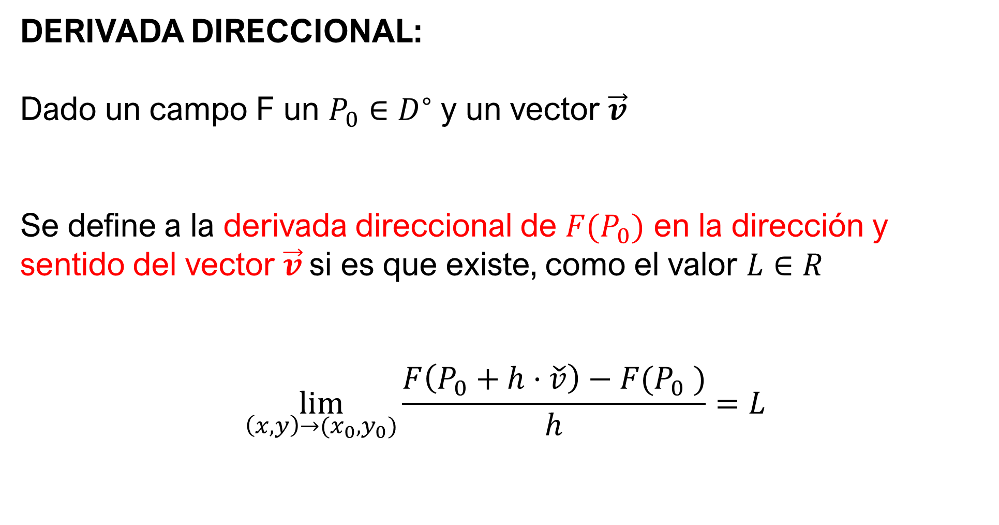 DERIVADA DIRECCIONAL:
Dado un campo F un $P_0 \in D^\circ$ y un vector $\vec{v}$
Se define a la derivada direccional de $F(P_0)$ en la dirección y
sentido del vector $\vec{v}$ si es que existe, como el valor $L \in R$
$\lim_{(x,y)\to(x_0,y_0)} \frac{F(P_0 + h \cdot \check{v}) - F(P_0)}{h} = L$